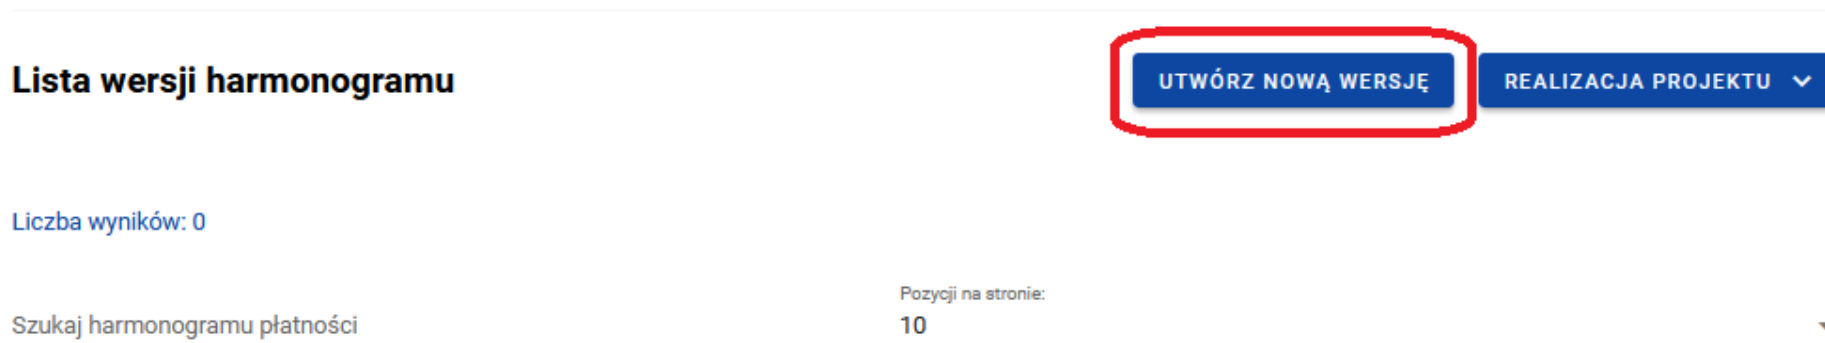 Lista wersji harmonogramu
UTWÓRZ NOWĄ WERSJĘ
REALIZACJA PROJEKTU
Liczba wyników: 0
Pozycji na stronie:
Szukaj harmonogramu płatności
10